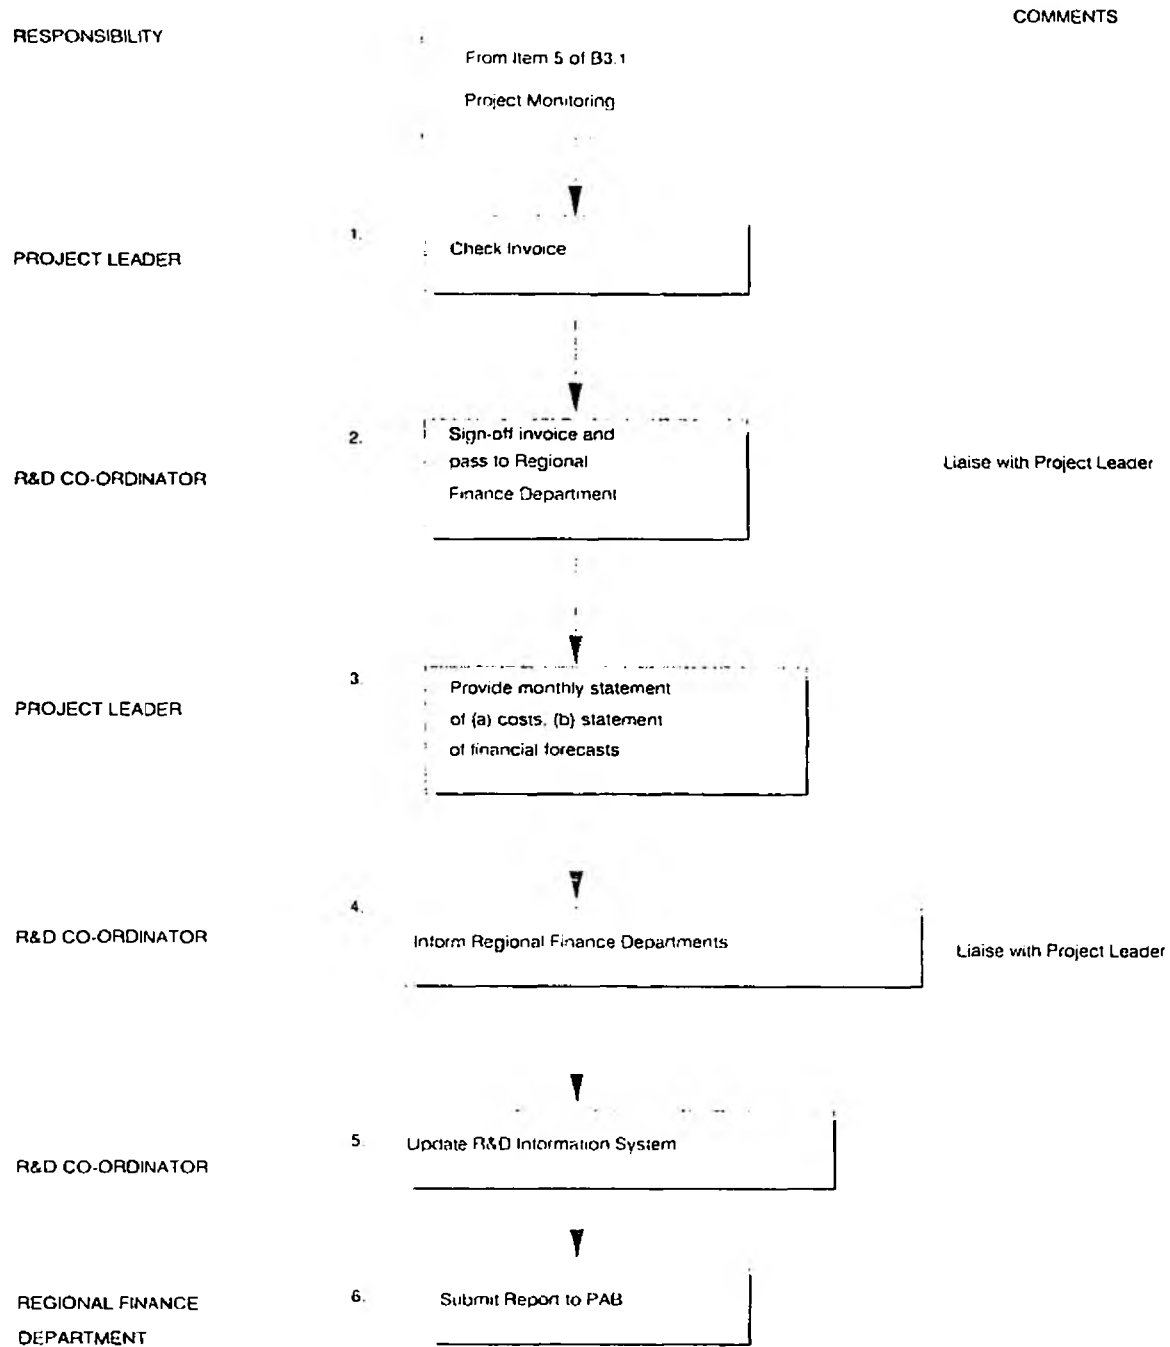 COMMENTS
RESPONSIBILITY
From Item 5 of B3.1
Project Monitoring
1.
Check Invoice
PROJECT LEADER
2.
Sign-off invoice and
pass to Regional
Finance Department
R&D CO-ORDINATOR
Liaise with Project Leader
3.
Provide monthly statement
of (a) costs, (b) statement
of financial forecasts
PROJECT LEADER
4.
R&D CO-ORDINATOR
Inform Regional Finance Departments
Liaise with Project Leader
5.
Update R&D Information System
R&D CO-ORDINATOR
6.
Submit Report to PAB
REGIONAL FINANCE
DEPARTMENT